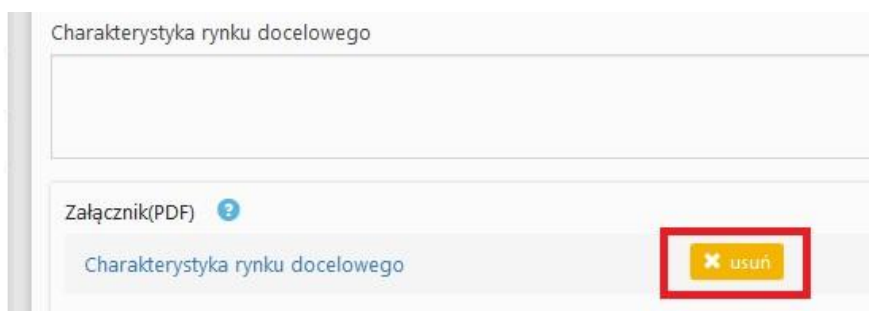 Charakterystyka rynku docelowego
Załącznik(PDF) ?
Charakterystyka rynku docelowego
✖ usuń